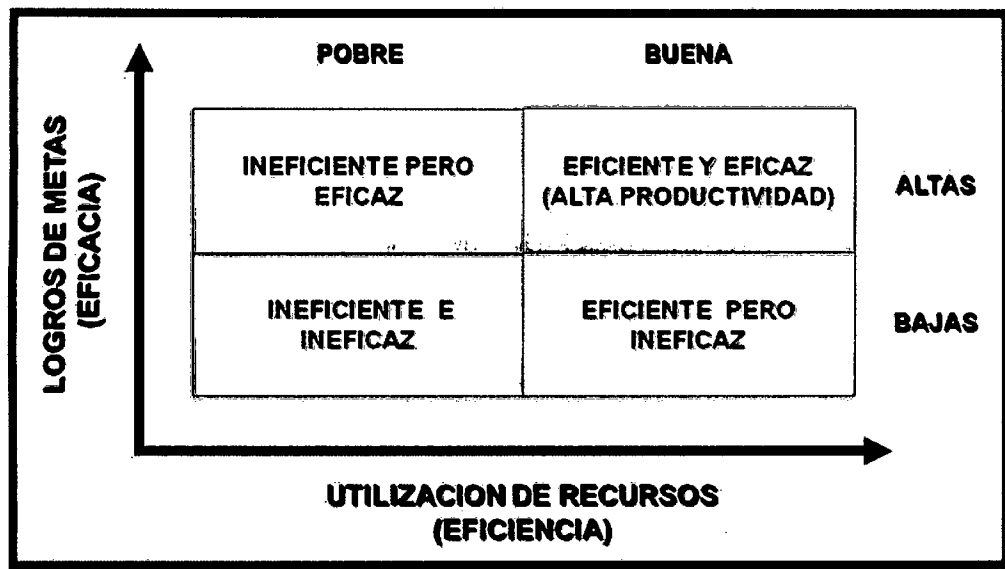 POBRE
BUENA
LOGROS DE METAS
(EFICACIA)
INEFICIENTE PERO
EFICAZ
EFICIENTE Y EFICAZ
(ALTA PRODUCTIVIDAD)
ALTAS
INEFICIENTE E
INEFICAZ
EFICIENTE PERO
INEFICAZ
BAJAS
UTILIZACION DE RECURSOS
(EFICIENCIA)